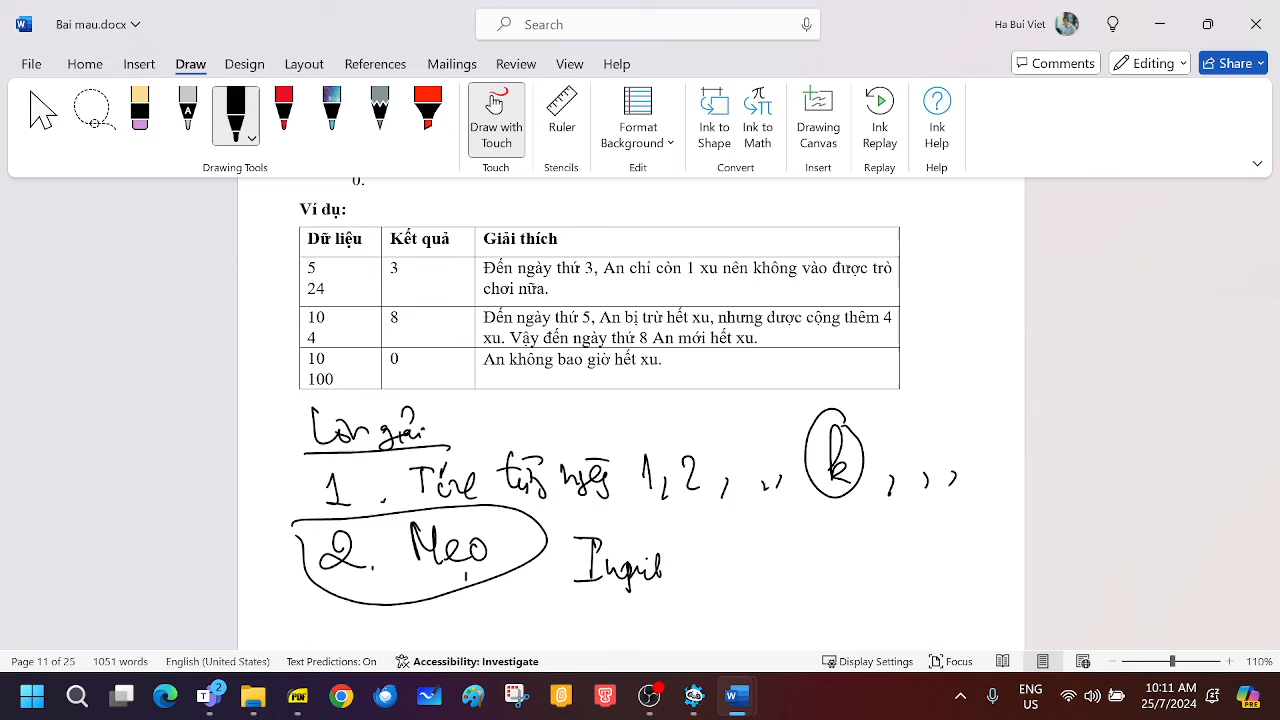 Bai mau.docx
Search
Ha Bui Viet
File Home Insert Draw Design Layout References Mailings Review View Help
Comments Editing Share
Draw with Touch
Ruler
Format Background
Ink to Shape
Ink to Math
Drawing Canvas
Ink Replay
Ink Help
Drawing Tools Touch Stencils Edit Convert Insert Replay Help
0.
Ví dụ:
Dữ liệu Kết quả Giải thích
5 3 Đến ngày thứ 3, An chỉ còn 1 xu nên không vào được trò
24 chơi nữa.
10 8 Đến ngày thứ 5, An bị trừ hết xu, nhưng được cộng thêm 4
4 xu. Vậy đến ngày thứ 8 An mới hết xu.
10 0 An không bao giờ hết xu.
100
Lời giải
1. từng ngày 1, 2, ..., k, ,,
2. Mẹo
Page 11 of 25 1051 words English (United States) Text Predictions: On Accessibility: Investigate Display Settings Focus 110%
ENG
US
10:11 AM
25/7/2024